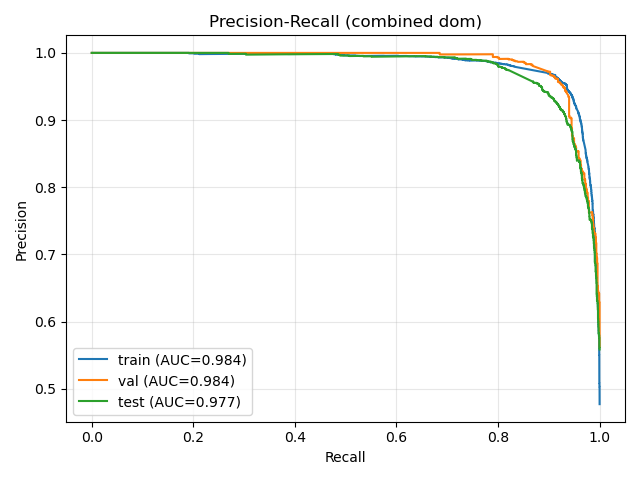 Precision-Recall (combined dom)
1.0
0.9
0.8
0.7
0.6
0.5
Precision
train (AUC=0.984)
val (AUC=0.984)
test (AUC=0.977)
0.0 0.2 0.4 0.6 0.8 1.0
Recall